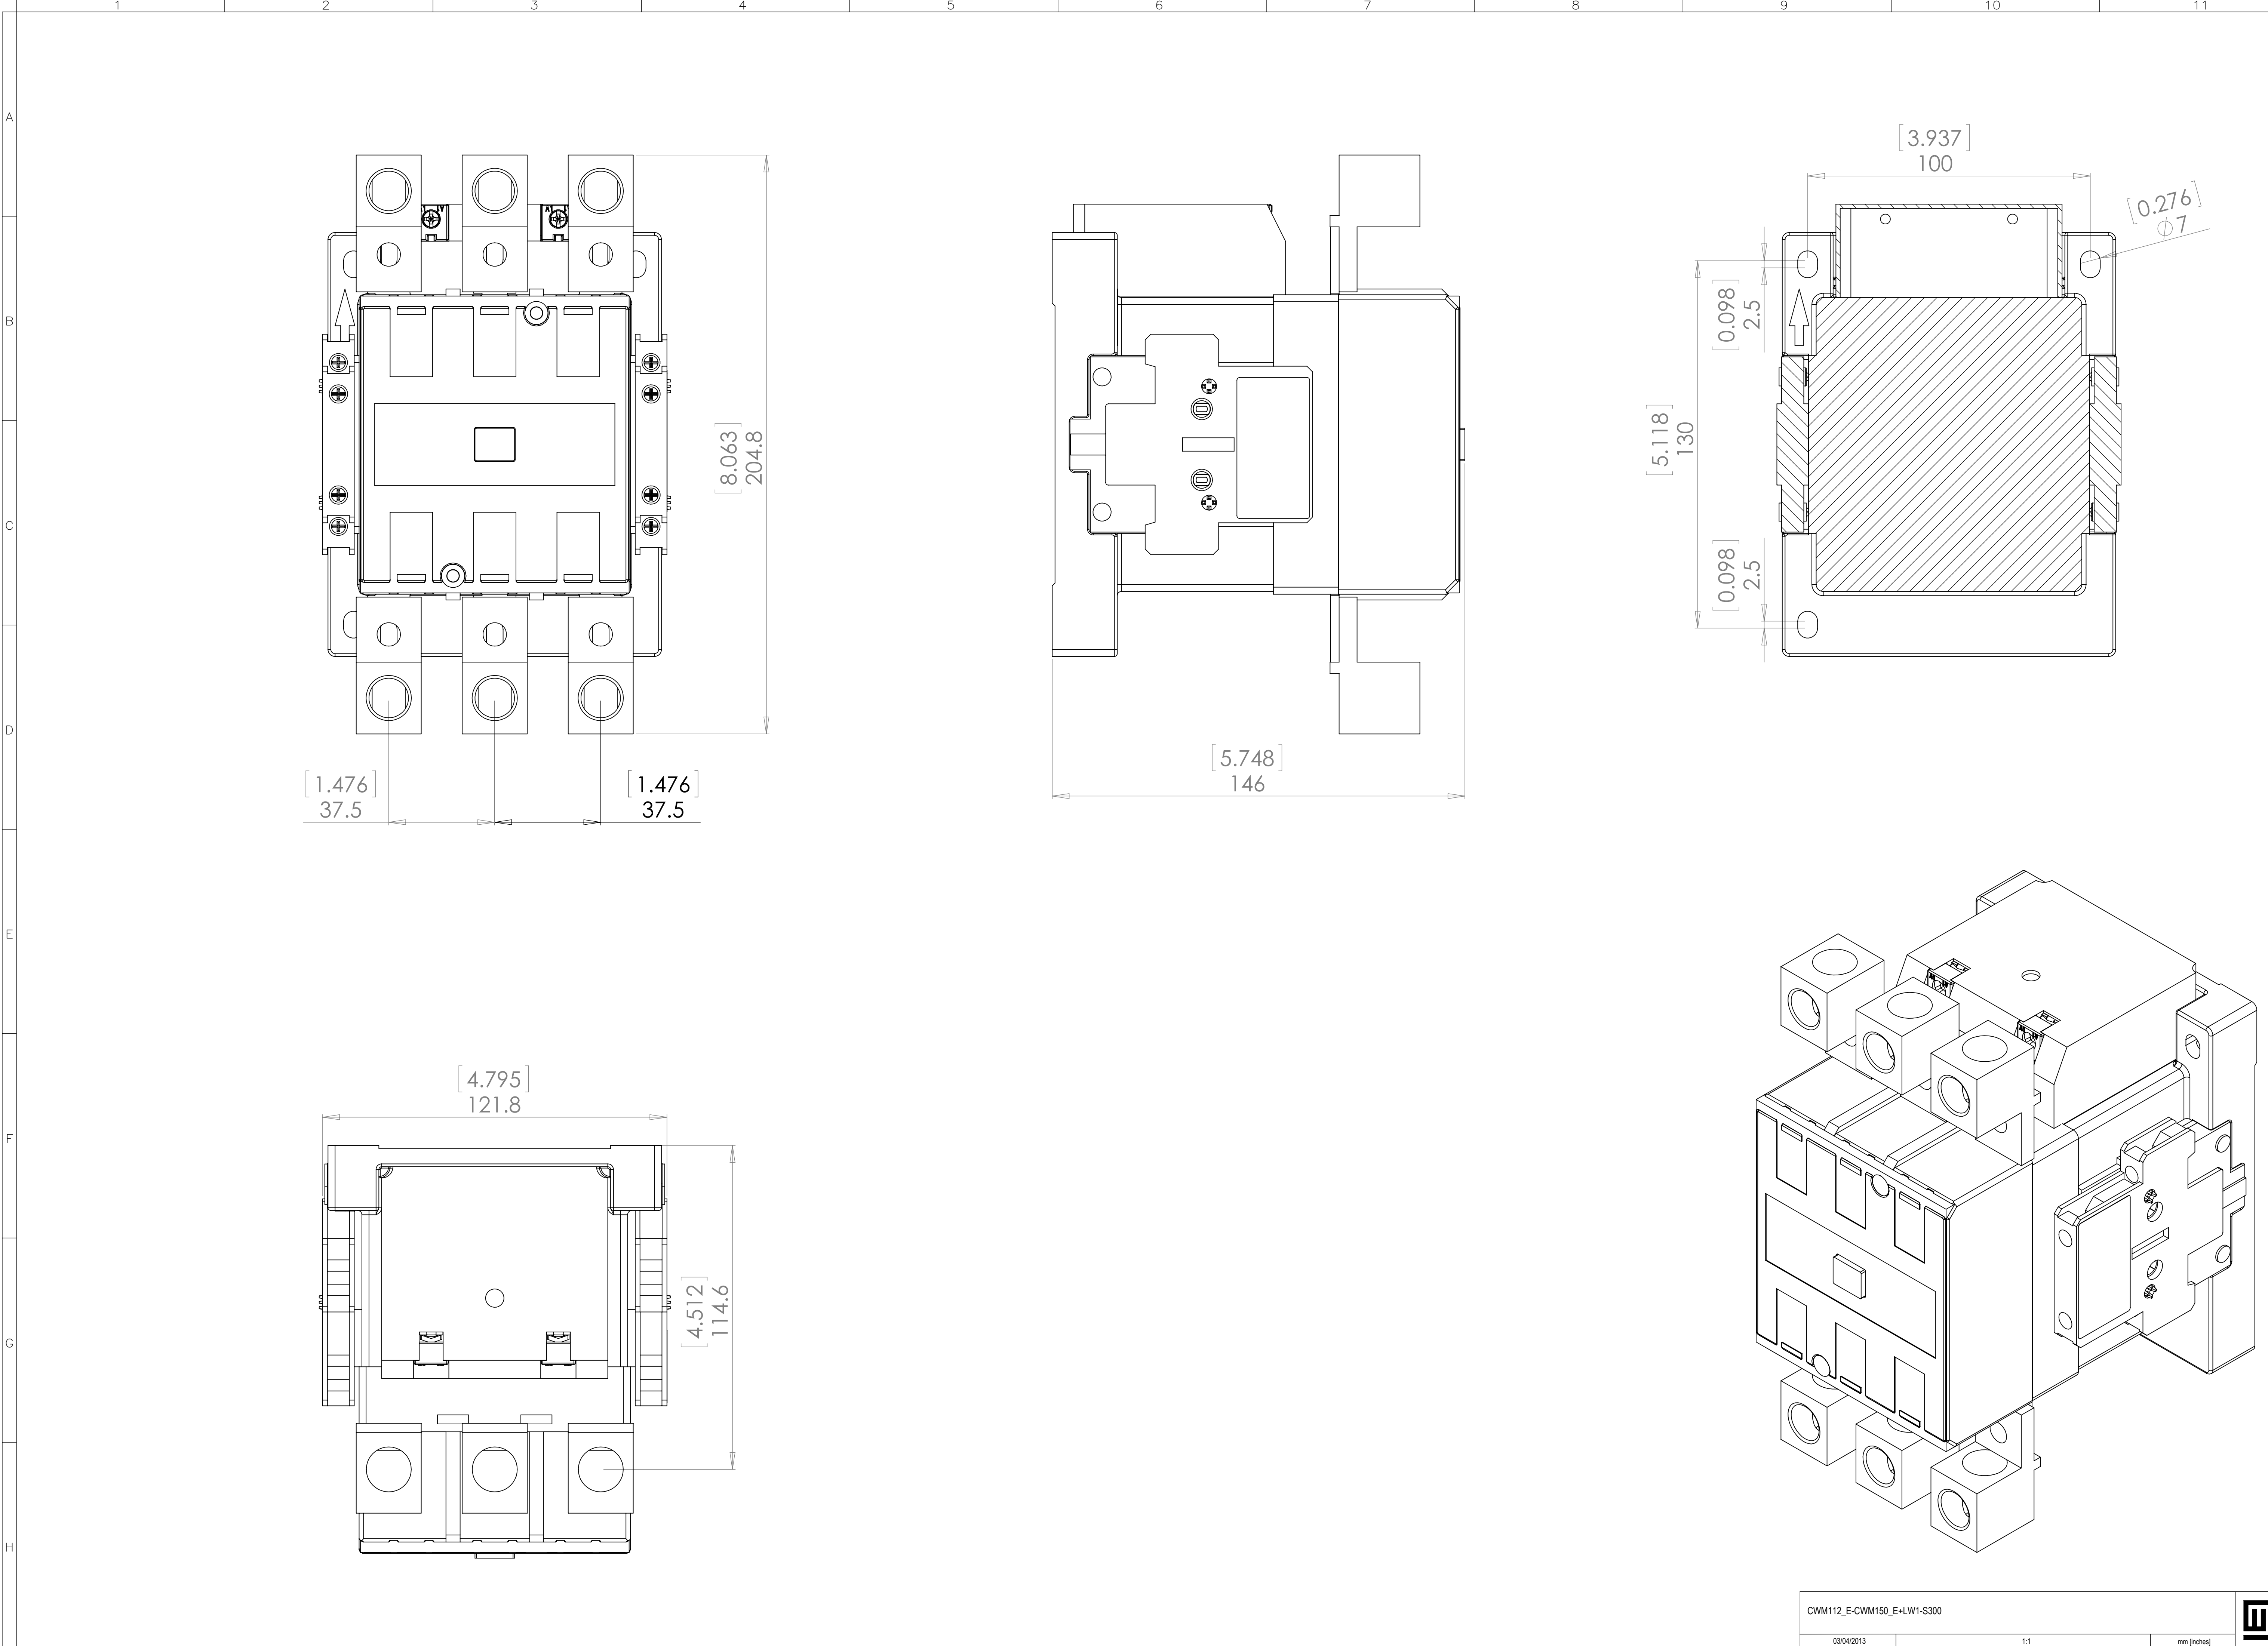 1 2 3 4 5 6 7 8 9 10 11
A
B
C
D
E
F
G
H
[8.063]
204.8
[1.476]
37.5
[1.476]
37.5
[5.748]
146
[3.937]
100
[0.276]
∅7
[0.098]
2.5
[5.118]
130
[0.098]
2.5
[4.795]
121.8
[4.512]
114.6
CWM112_E-CWM150_E+LW1-S300
03/04/2013 1:1 mm [inches]